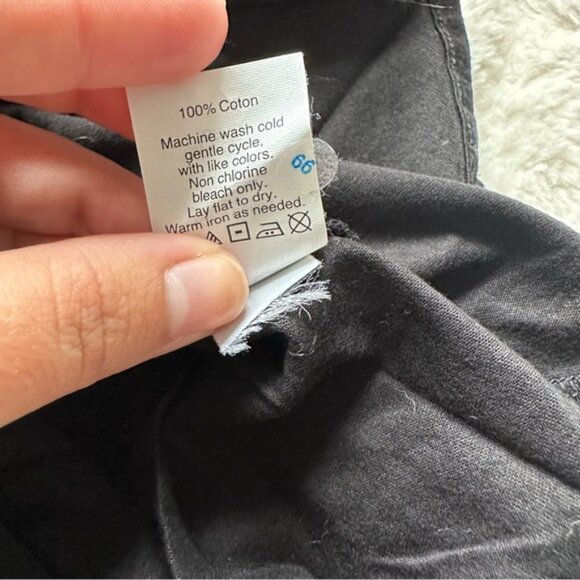 100% Coton
Machine wash cold
gentle cycle,
with like colors.
Non chlorine
bleach only.
Lay flat to dry.
Warm iron as needed.
66